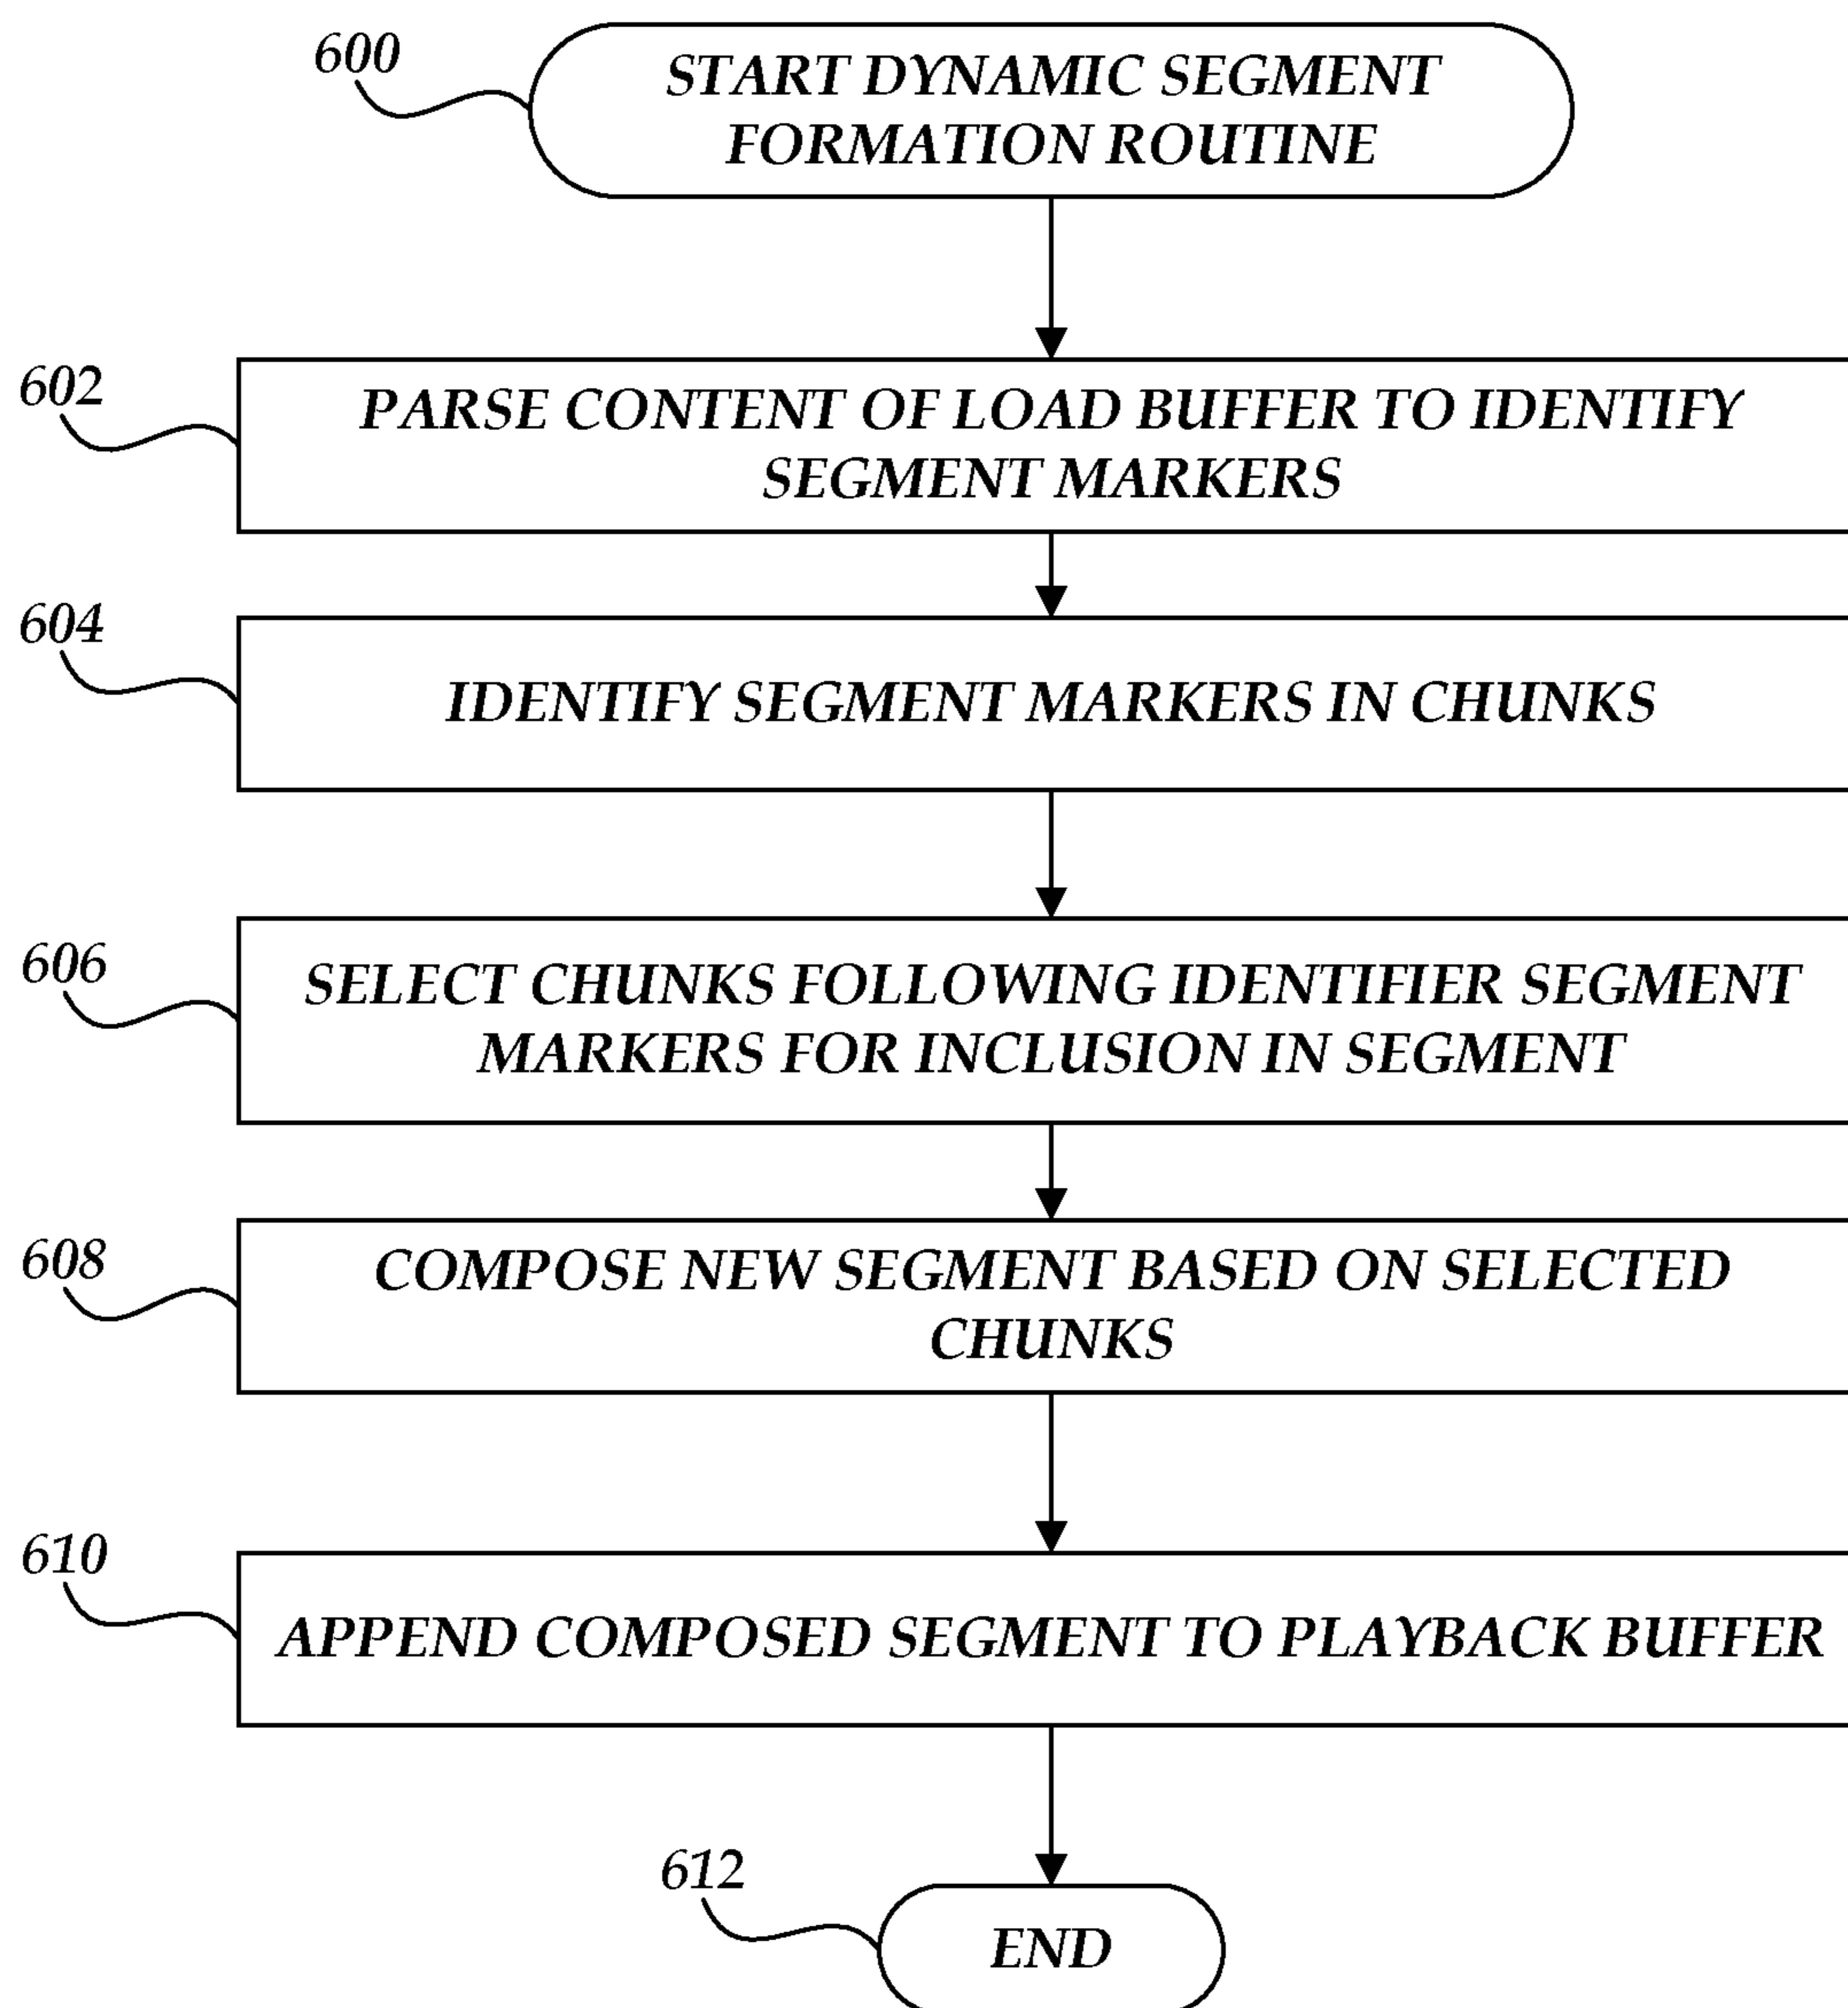 600
START DYNAMIC SEGMENT
FORMATION ROUTINE
602
PARSE CONTENT OF LOAD BUFFER TO IDENTIFY
SEGMENT MARKERS
604
IDENTIFY SEGMENT MARKERS IN CHUNKS
606
SELECT CHUNKS FOLLOWING IDENTIFIER SEGMENT
MARKERS FOR INCLUSION IN SEGMENT
608
COMPOSE NEW SEGMENT BASED ON SELECTED
CHUNKS
610
APPEND COMPOSED SEGMENT TO PLAYBACK BUFFER
612
END